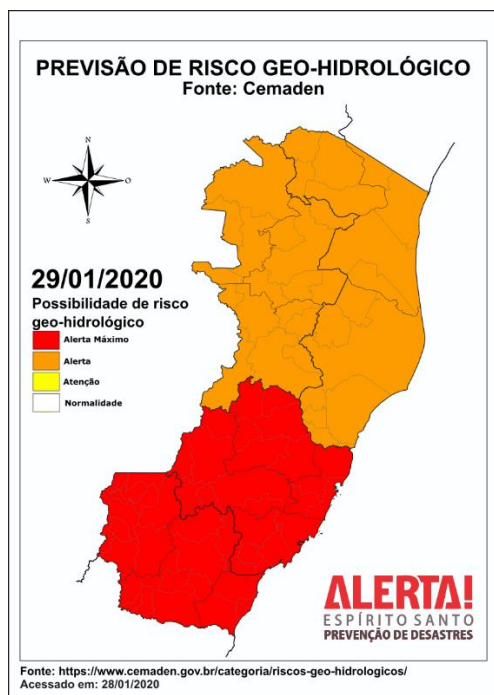 PREVISÃO DE RISCO GEO-HIDROLÓGICO
Fonte: Cemaden
N
W
O
S
29/01/2020
Possibilidade de risco
geo-hidrológico
Alerta Máximo
Alerta
Atenção
Normalidade
ALERTA!
ESPÍRITO SANTO
PREVENÇÃO DE DESASTRES
Fonte: https://www.cemaden.gov.br/categoria/riscos-geo-hidrologicos/
Acessado em: 28/01/2020